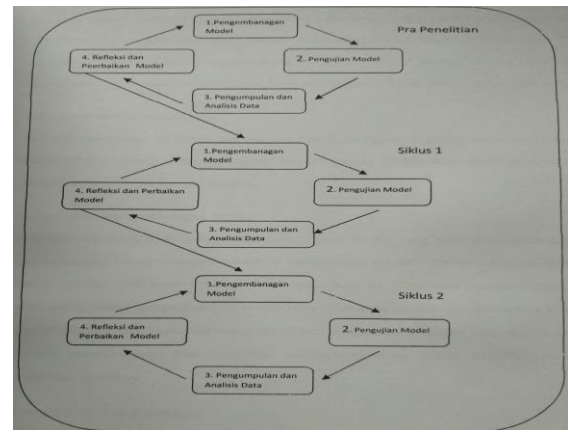 1.Pengembanagan
Model
Pra Penelitian
4. Refleksi dan
Peerbaikan Model
2. Pengujian Model
3. Pengumpulan dan
Analisis Data
1.Pengembanagan
Model
Siklus 1
4. Refleksi dan Perbaikan
Model
2. Pengujian Model
3. Pengumpulan dan
Analisis Data
1.Pengembanagan
Model
Siklus 2
4. Refleksi dan
Perbaikan Model
2. Pengujian Model
3. Pengumpulan dan
Analisis Data